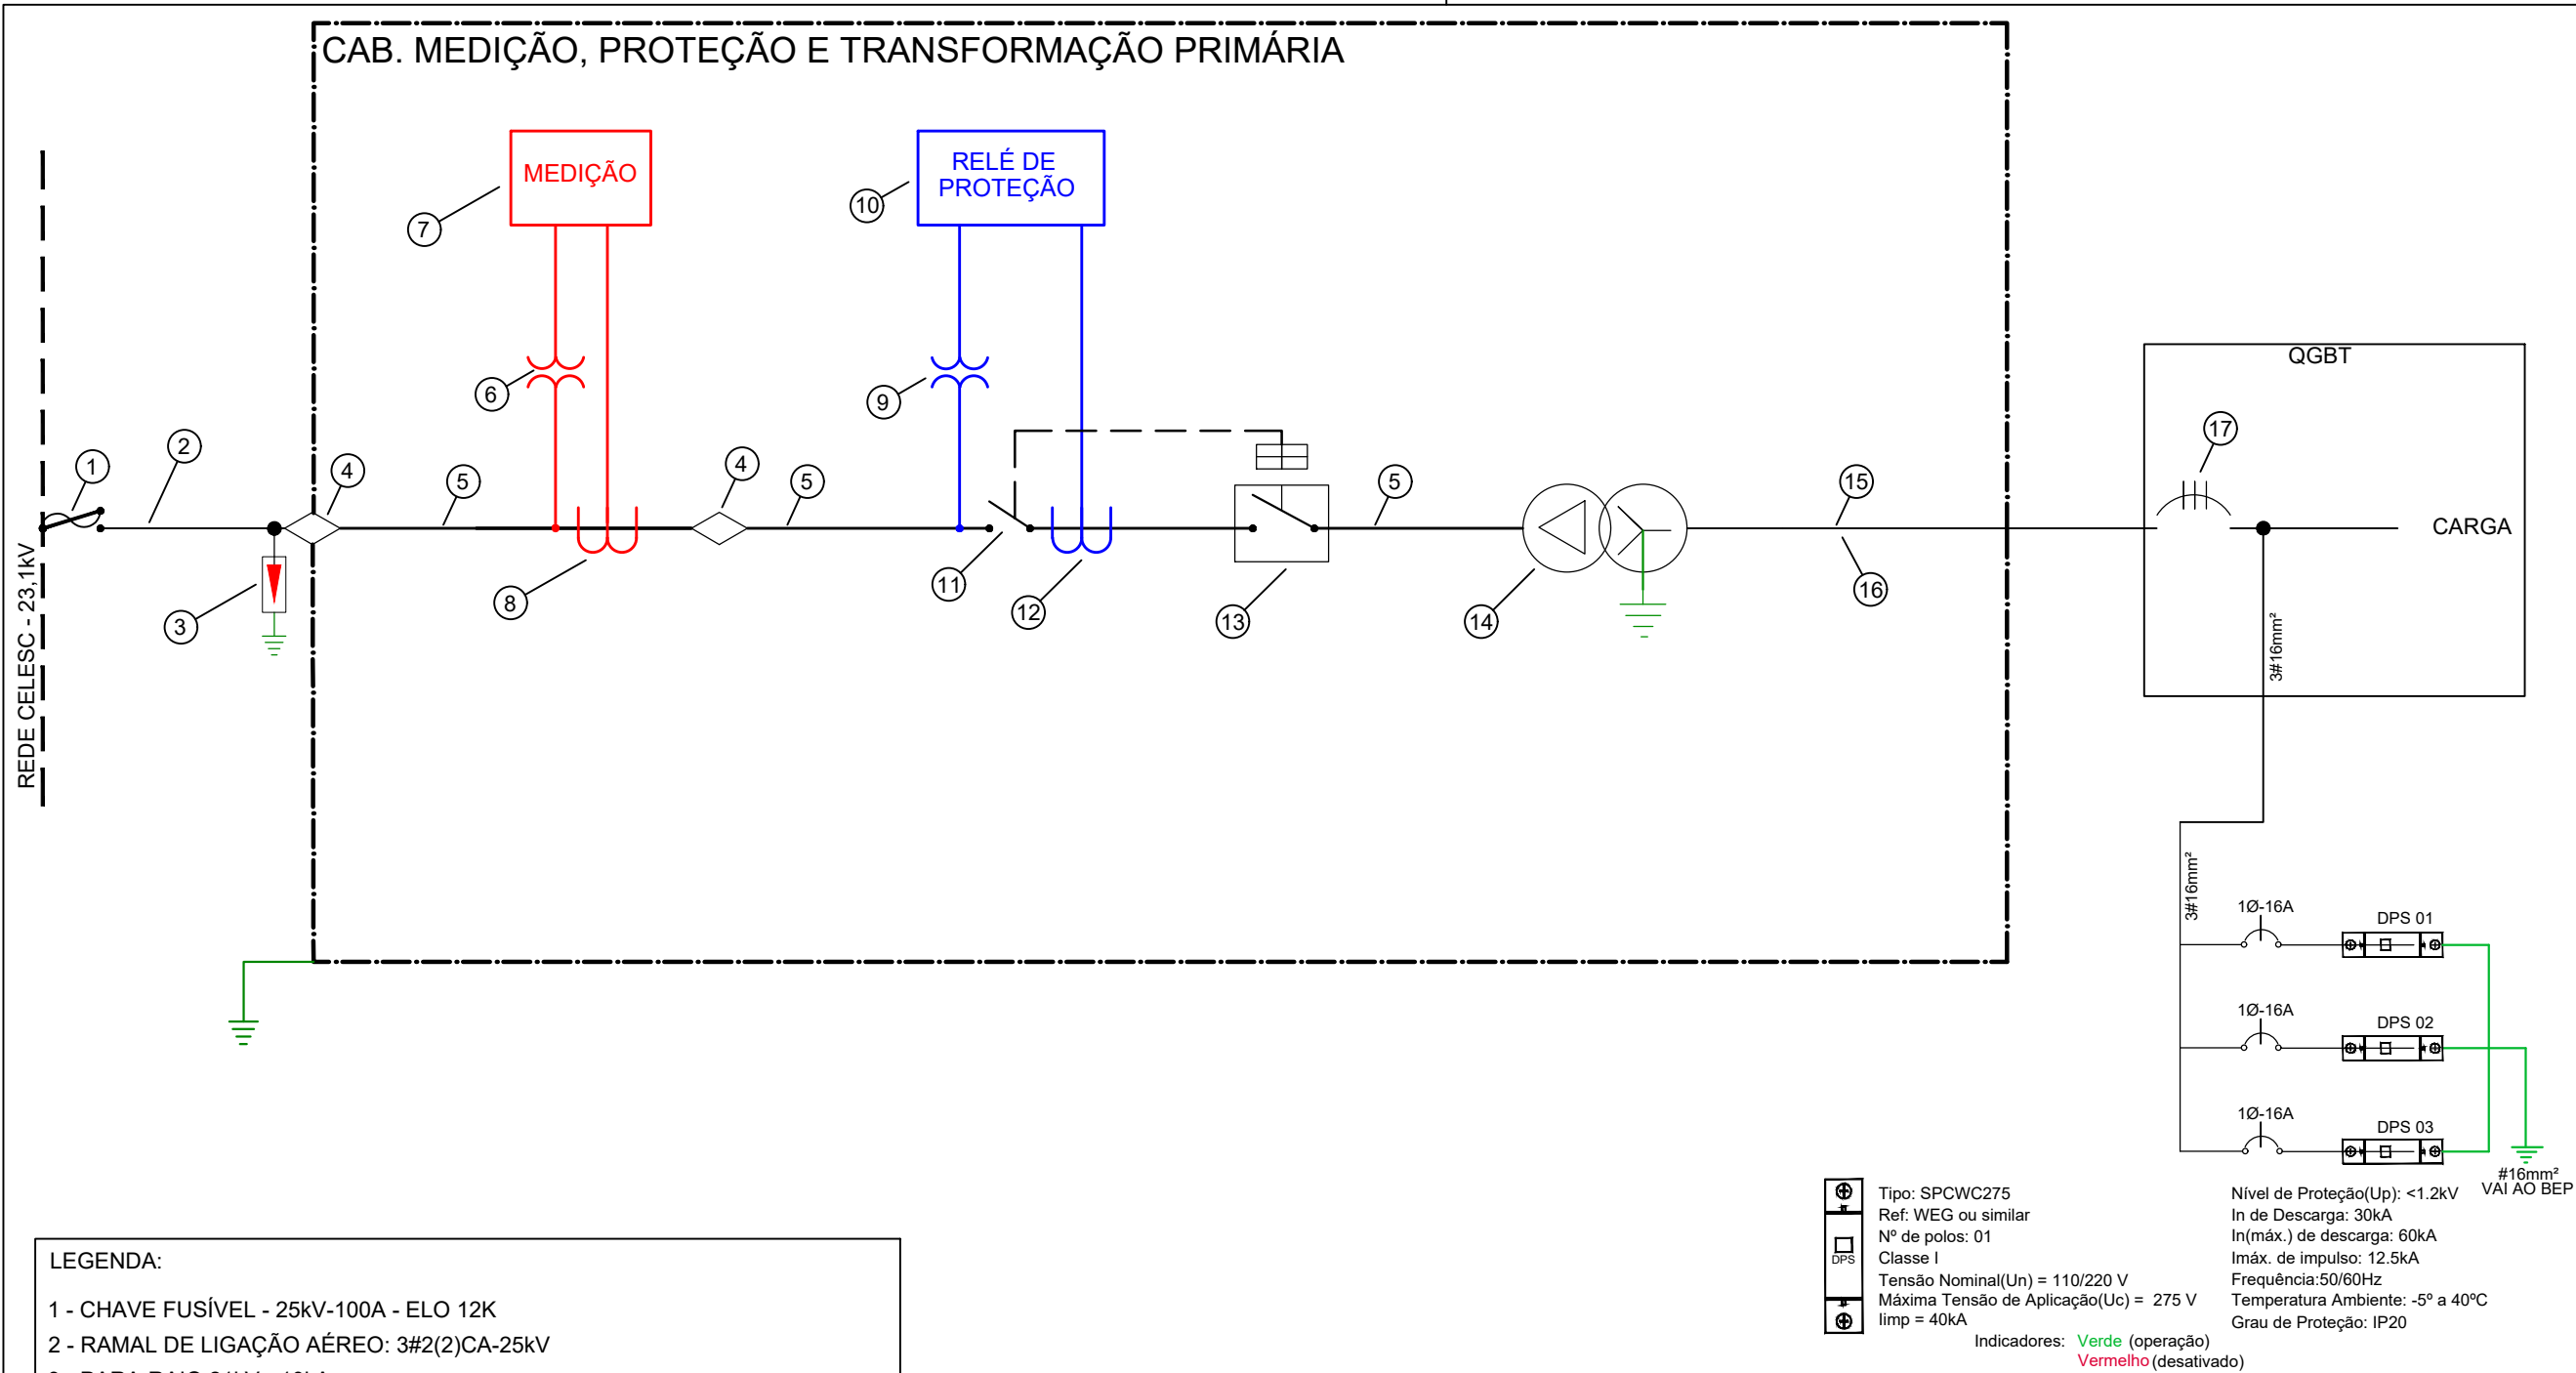 CAB. MEDIÇÃO, PROTEÇÃO E TRANSFORMAÇÃO PRIMÁRIA
MEDIÇÃO
RELÉ DE
PROTEÇÃO
7
10
6
9
QGBT
17
1
2
4
5
4
5
5
15
CARGA
REDE CELESC - 23,1kV
3
8
11
12
13
14
16
3#16mm²
3#16mm²
1Ø-16A
DPS 01
1Ø-16A
DPS 02
1Ø-16A
DPS 03
#16mm²
VAI AO BEP
DPS
Tipo: SPCWC275
Ref: WEG ou similar
Nº de polos: 01
Classe I
Tensão Nominal(Un) = 110/220 V
Máxima Tensão de Aplicação(Uc) = 275 V
Iimp = 40kA
Nível de Proteção(Up): <1.2kV
In de Descarga: 30kA
In(máx.) de descarga: 60kA
Imáx. de impulso: 12.5kA
Frequência:50/60Hz
Temperatura Ambiente: -5º a 40ºC
Grau de Proteção: IP20
Indicadores: Verde (operação)
Vermelho (desativado)
LEGENDA:
1 - CHAVE FUSÍVEL - 25kV-100A - ELO 12K
2 - RAMAL DE LIGAÇÃO AÉREO: 3#2(2)CA-25kV